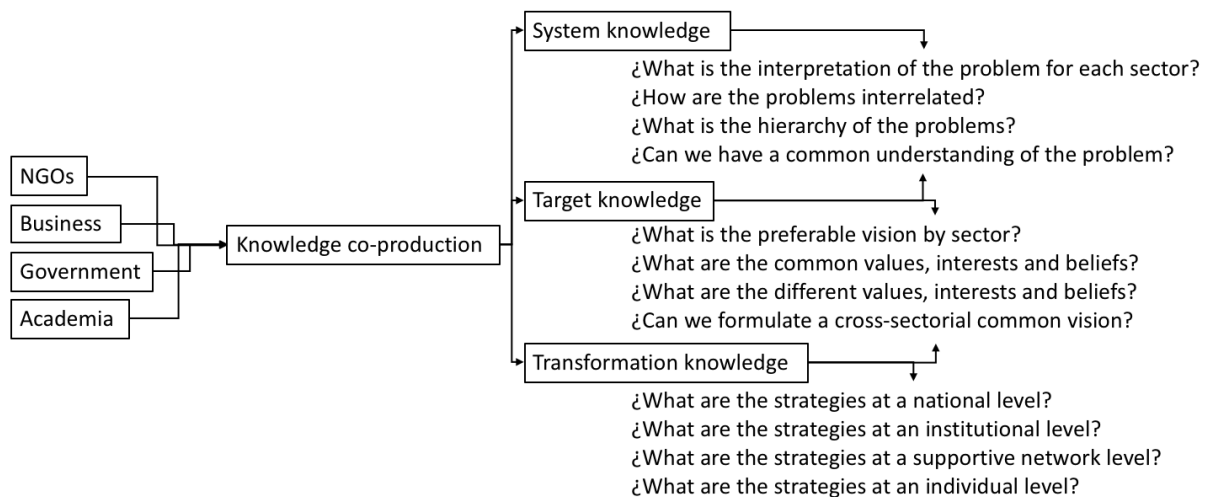 NGOs
Business
Government
Academia
Knowledge co-production
System knowledge
¿What is the interpretation of the problem for each sector?
¿How are the problems interrelated?
¿What is the hierarchy of the problems?
¿Can we have a common understanding of the problem?
Target knowledge
¿What is the preferable vision by sector?
¿What are the common values, interests and beliefs?
¿What are the different values, interests and beliefs?
¿Can we formulate a cross-sectorial common vision?
Transformation knowledge
¿What are the strategies at a national level?
¿What are the strategies at an institutional level?
¿What are the strategies at a supportive network level?
¿What are the strategies at an individual level?